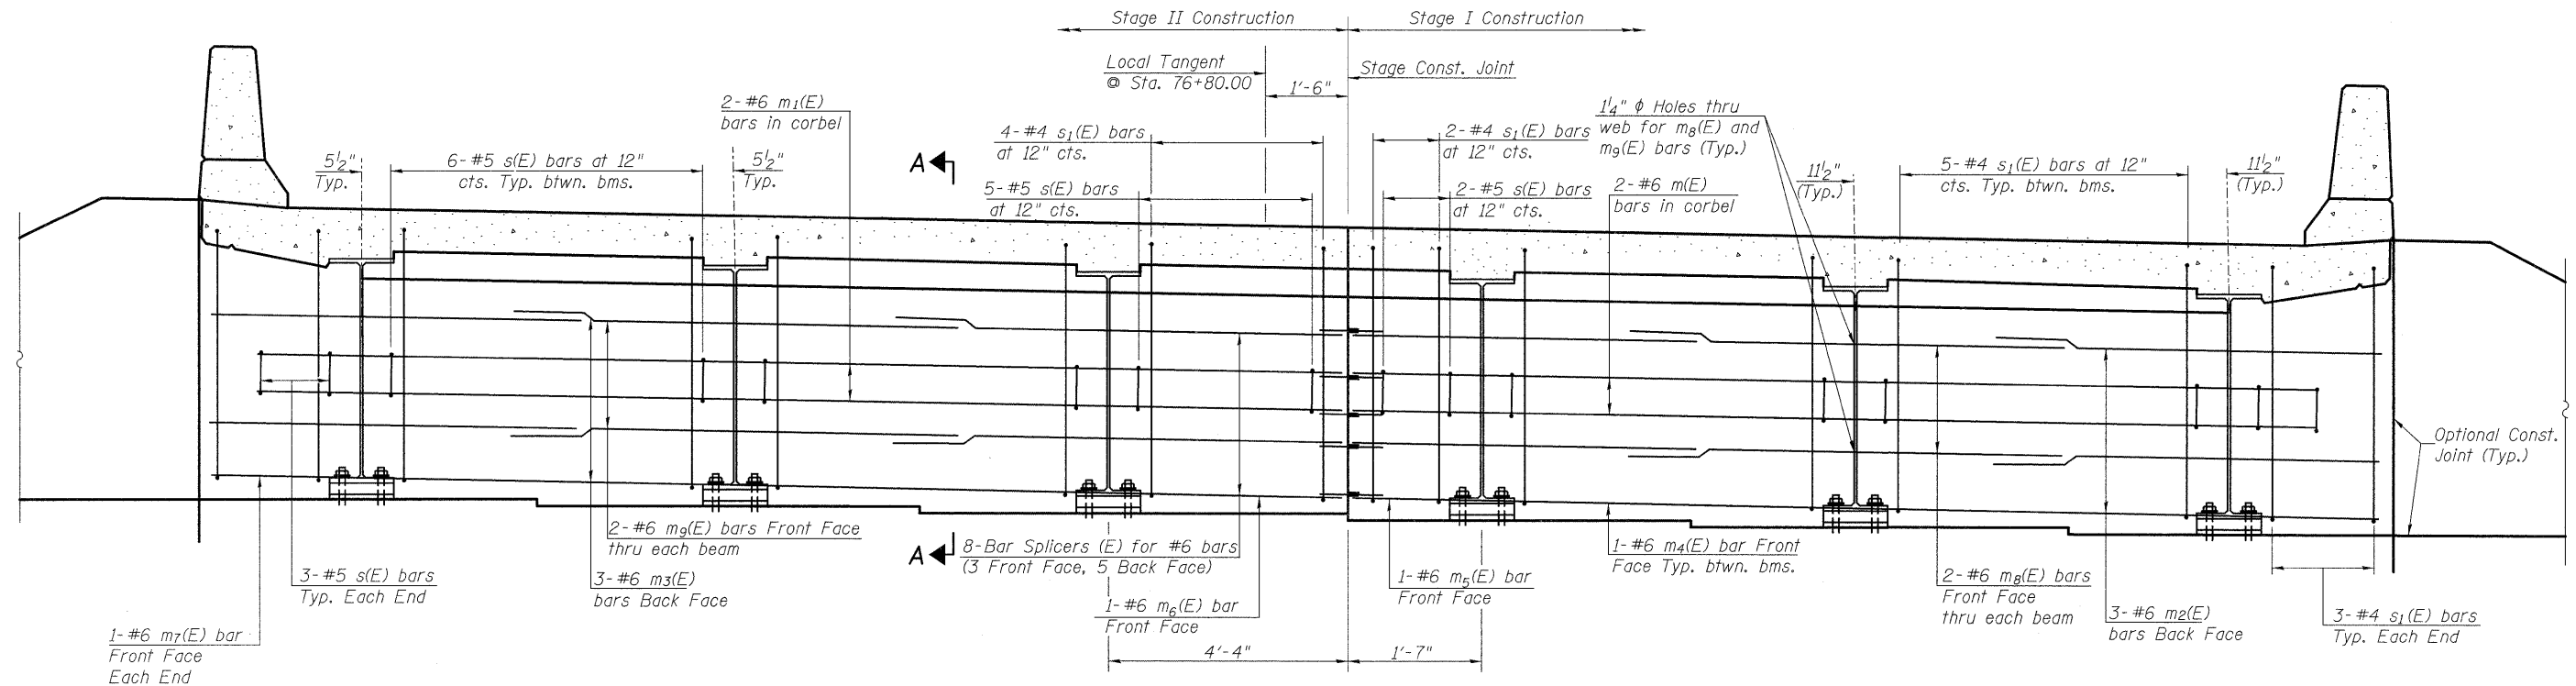 Stage II Construction
Stage I Construction
Local Tangent
@ Sta. 76+80.00
Stage Const. Joint
1'-6"
2-#6 m1(E)
bars in corbel
4-#4 s1(E) bars
at 12" cts.
2-#4 s1(E) bars
at 12" cts.
1 1/4" ϕ Holes thru
web for m8(E) and
m9(E) bars (Typ.)
5 1/2"
Typ.
6-#5 s(E) bars at 12"
cts. Typ. btwn. bms.
5 1/2"
Typ.
A
5-#5 s(E) bars
at 12" cts.
2-#5 s(E) bars
at 12" cts.
2-#6 m(E)
bars in corbel
11 1/2"
(Typ.)
5-#4 s1(E) bars at 12"
cts. Typ. btwn. bms.
11 1/2"
(Typ.)
Optional Const.
Joint (Typ.)
2-#6 m9(E) bars Front Face
thru each beam
A
8-Bar Splicers (E) for #6 bars
(3 Front Face, 5 Back Face)
1-#6 m4(E) bar Front
Face Typ. btwn. bms.
3-#5 s(E) bars
Typ. Each End
3-#6 m3(E)
bars Back Face
1-#6 m5(E) bar
Front Face
2-#6 m8(E) bars
Front Face
thru each beam
1-#6 m6(E) bar
Front Face
3-#6 m2(E)
bars Back Face
3-#4 s1(E) bars
Typ. Each End
1-#6 m7(E) bar
Front Face
Each End
4'-4"
1'-7"